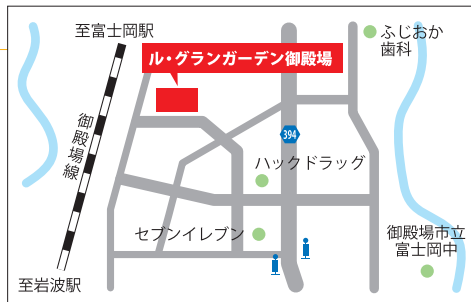 至富士岡駅
ふじおか
歯科
ル・グランガーデン御殿場
御殿場線
394
ハックドラッグ
セブンイレブン
御殿場市立
富士岡中
至岩波駅